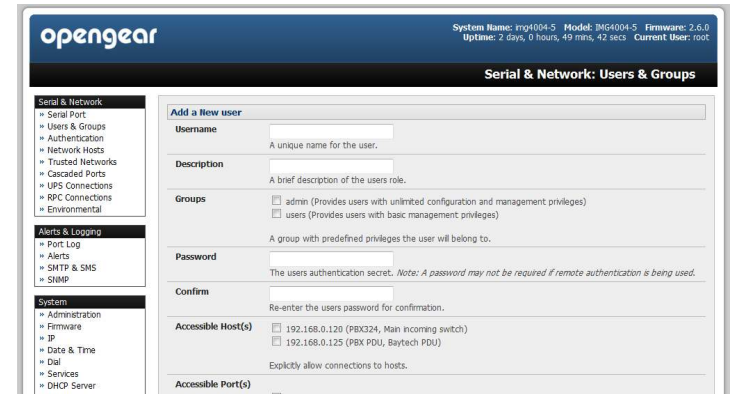 opengear
System Name: img4004-5 Model: IMG4004-5 Firmware: 2.6.0
Uptime: 2 days, 0 hours, 49 mins, 42 secs Current User: root
Serial & Network: Users & Groups
Serial & Network
» Serial Port
» Users & Groups
» Authentication
» Network Hosts
» Trusted Networks
» Cascaded Ports
» UPS Connections
» RPC Connections
» Environmental
Alerts & Logging
» Port Log
» Alerts
» SMTP & SMS
» SNMP
System
» Administration
» Firmware
» IP
» Date & Time
» Dial
» Services
» DHCP Server
Add a New user
Username
A unique name for the user.
Description
A brief description of the users role.
Groups
admin (Provides users with unlimited configuration and management privileges)
users (Provides users with basic management privileges)
A group with predefined privileges the user will belong to.
Password
The users authentication secret. Note: A password may not be required if remote authentication is being used.
Confirm
Re-enter the users password for confirmation.
Accessible Host(s)
192.168.0.120 (PBX324, Main incoming switch)
192.168.0.125 (PBX PDU, Baytech PDU)
Explicitly allow connections to hosts.
Accessible Port(s)